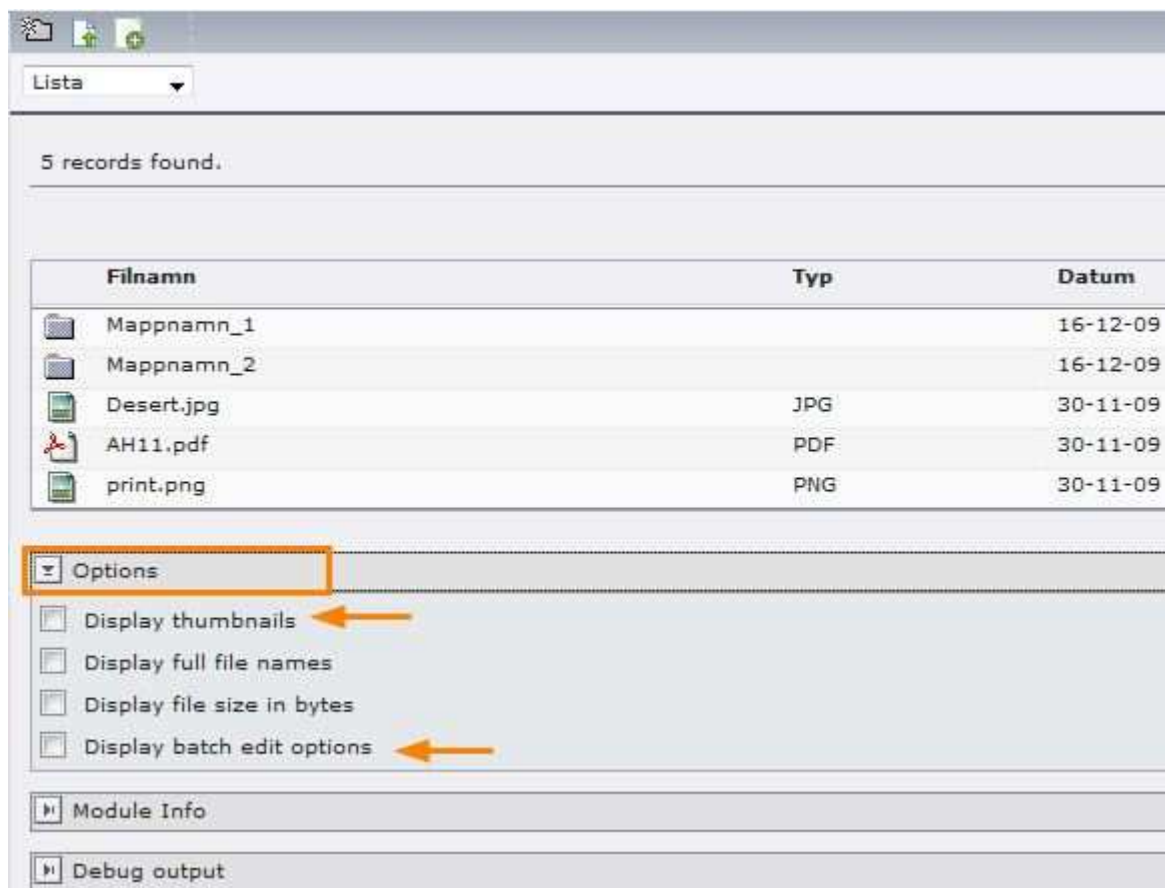 Lista
5 records found.
Filnamn Typ Datum
Mappnamn_1 16-12-09
Mappnamn_2 16-12-09
Desert.jpg JPG 30-11-09
AH11.pdf PDF 30-11-09
print.png PNG 30-11-09
Options
Display thumbnails
Display full file names
Display file size in bytes
Display batch edit options
Module Info
Debug output